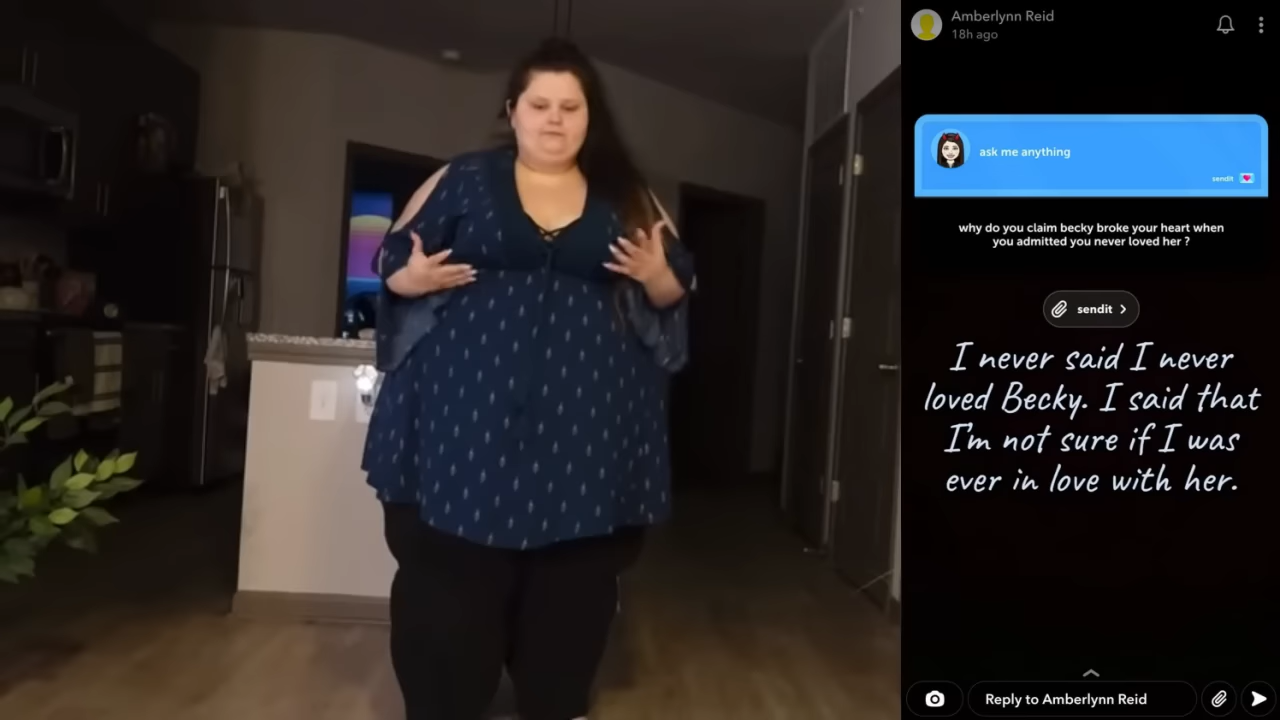 Amberlynn Reid
18h ago
ask me anything
sendit
why do you claim becky broke your heart when
you admitted you never loved her ?
sendit
I never said I never
loved Becky. I said that
I'm not sure if I was
ever in love with her.
Reply to Amberlynn Reid